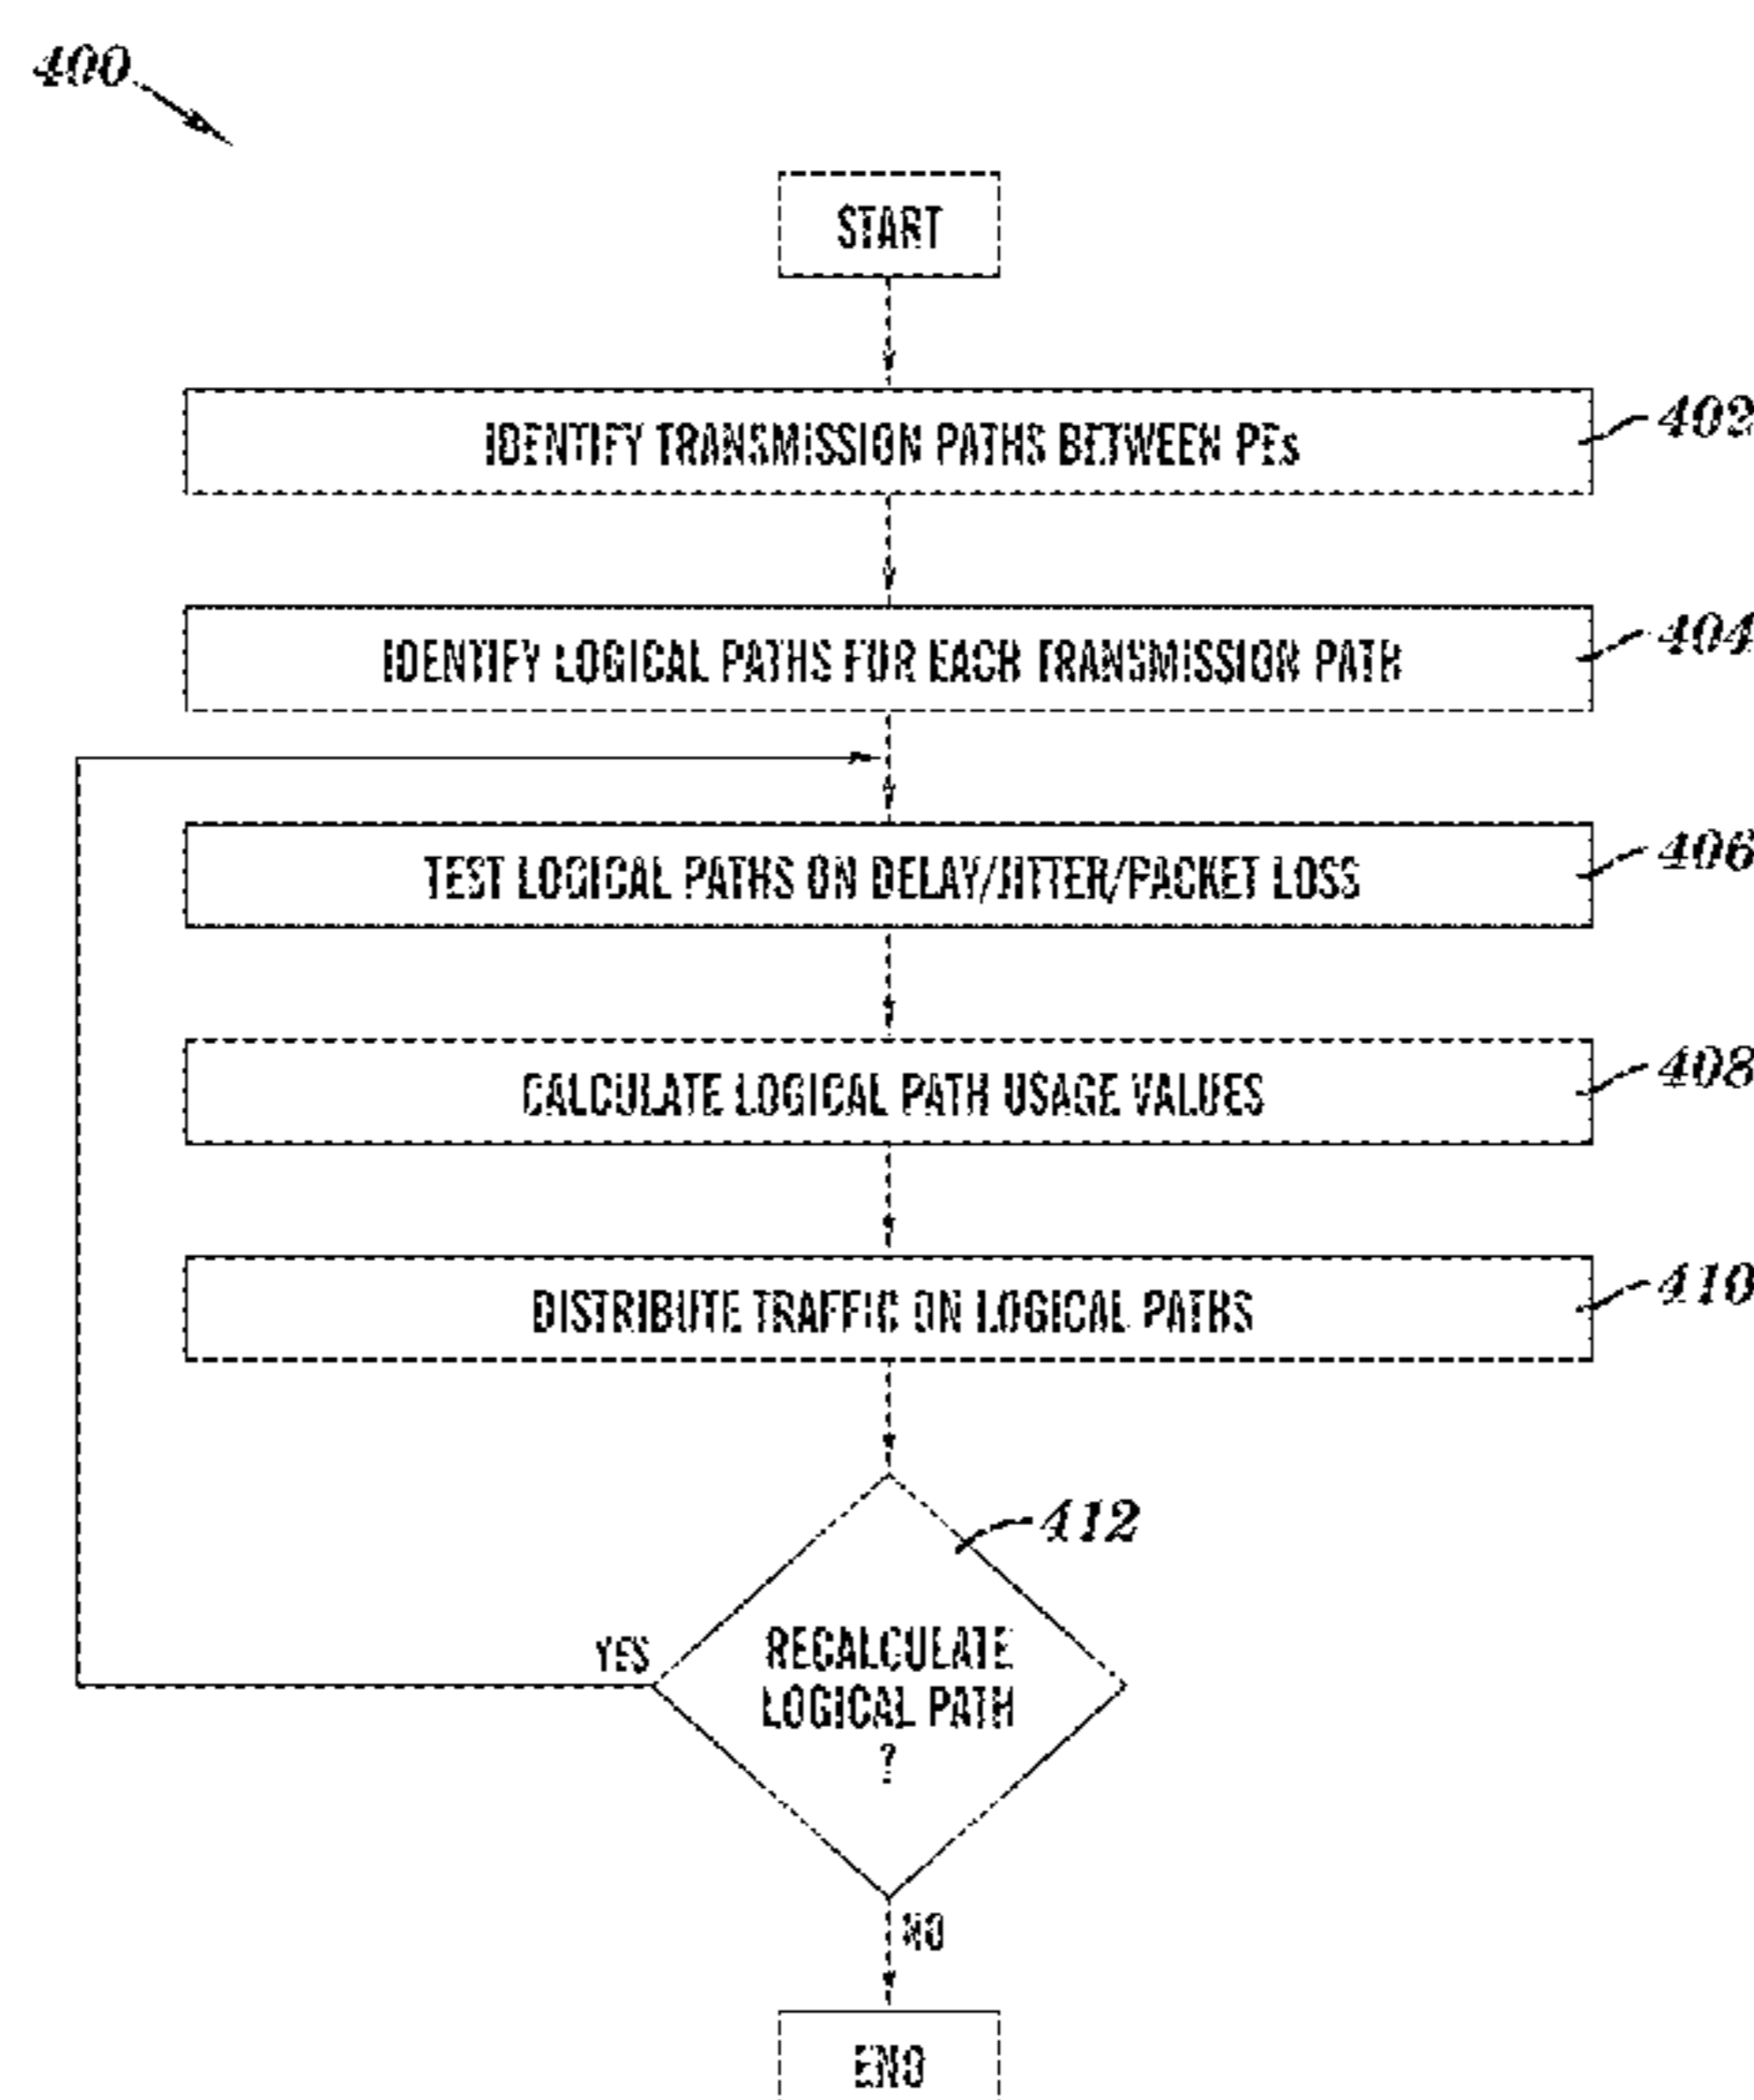 400
START
IDENTIFY TRANSMISSION PATHS BETWEEN PEs
402
IDENTIFY LOGICAL PATHS FOR EACH TRANSMISSION PATH
404
TEST LOGICAL PATHS ON DELAY/JITTER/PACKET LOSS
406
CALCULATE LOGICAL PATH USAGE VALUES
408
DISTRIBUTE TRAFFIC ON LOGICAL PATHS
410
412
YES
RECALCULATE
LOGICAL PATH
?
NO
END